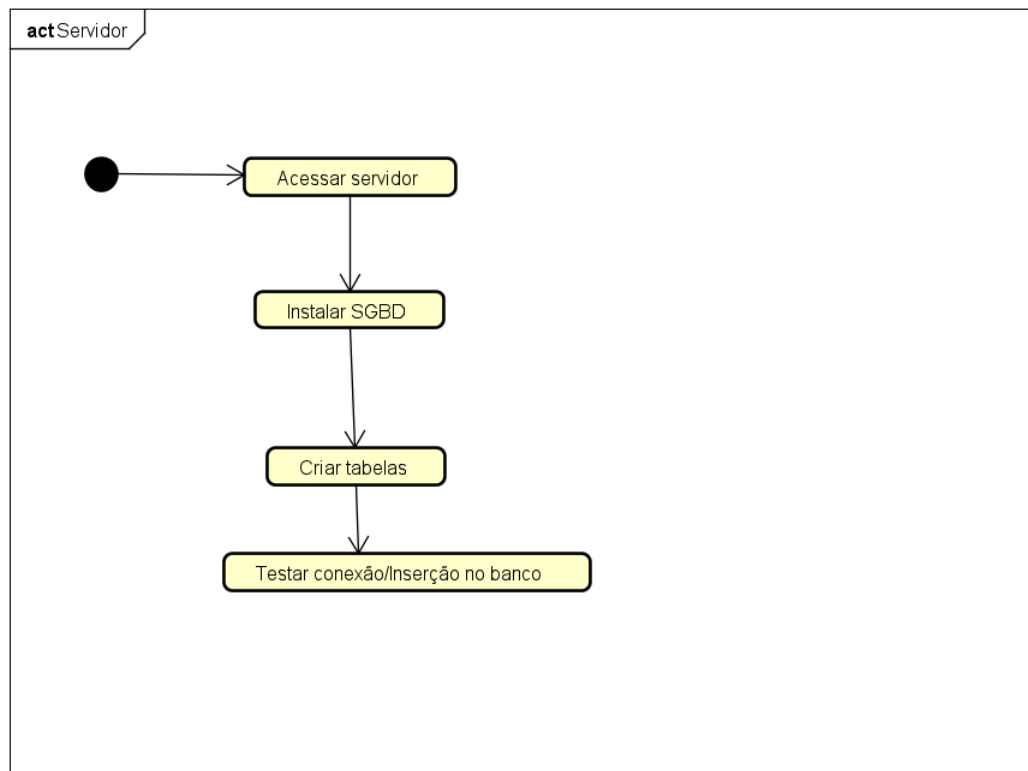 act Servidor
Acessar servidor
Instalar SGBD
Criar tabelas
Testar conexão/Inserção no banco